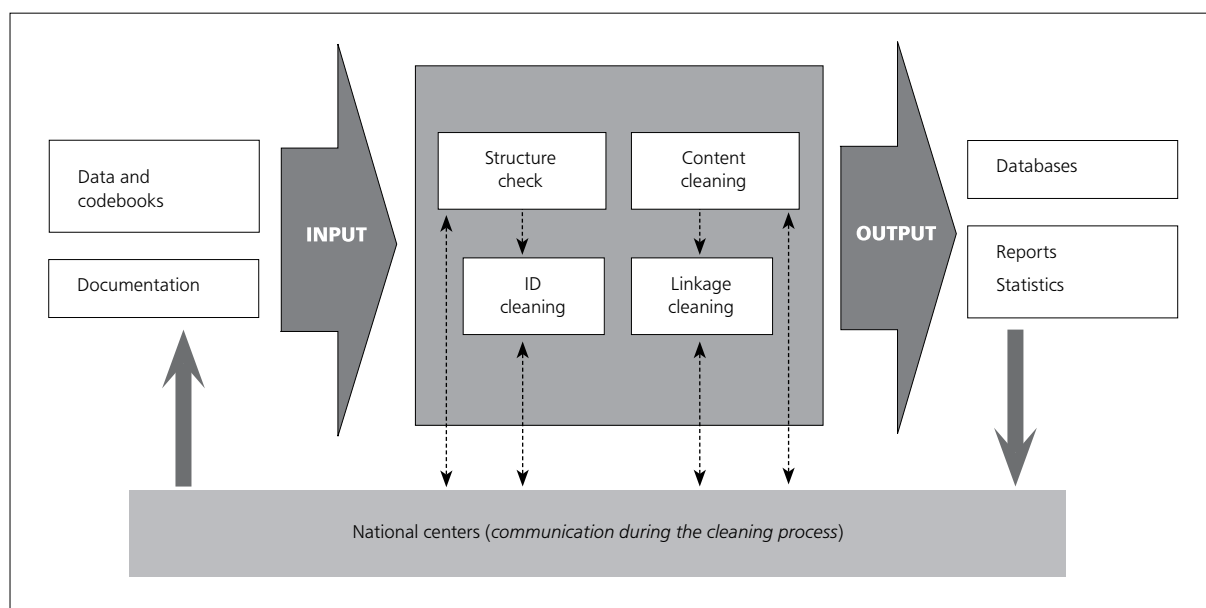 Data and
codebooks
Documentation
INPUT
Structure
check
Content
cleaning
ID
cleaning
Linkage
cleaning
OUTPUT
Databases
Reports
Statistics
National centers (communication during the cleaning process)